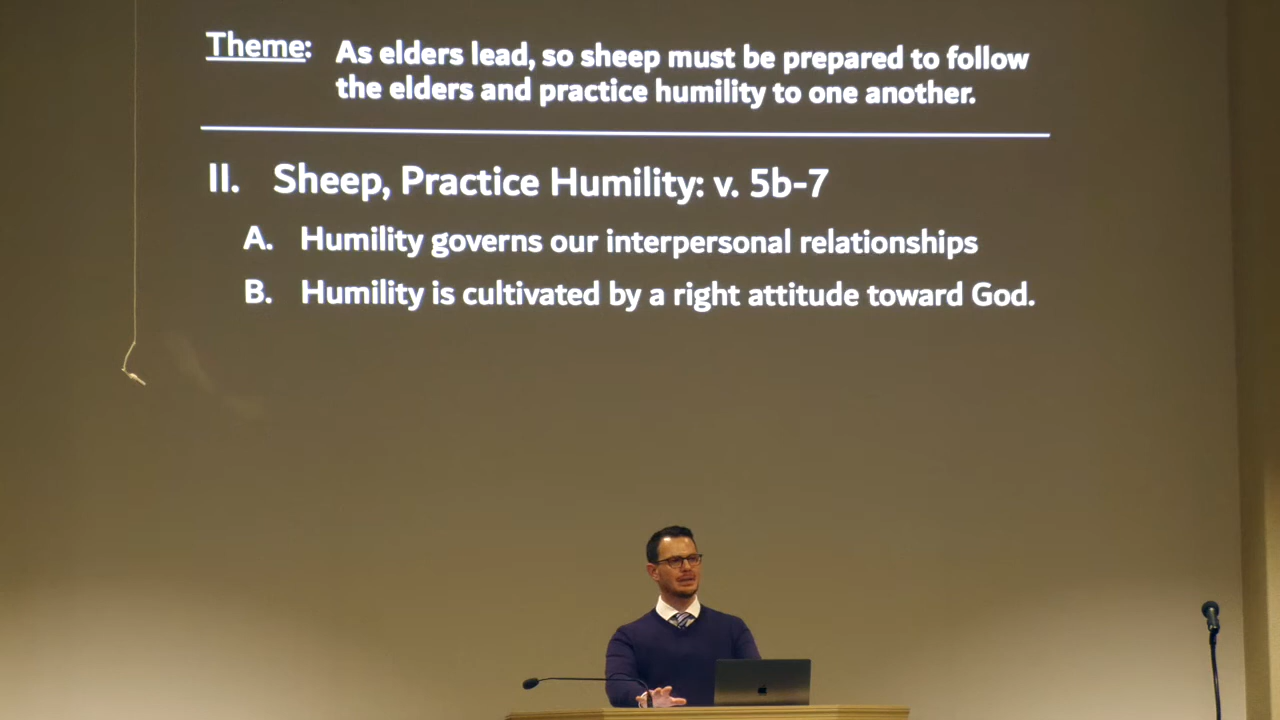 Theme: As elders lead, so sheep must be prepared to follow
the elders and practice humility to one another.
II. Sheep, Practice Humility: v. 5b-7
A. Humility governs our interpersonal relationships
B. Humility is cultivated by a right attitude toward God.